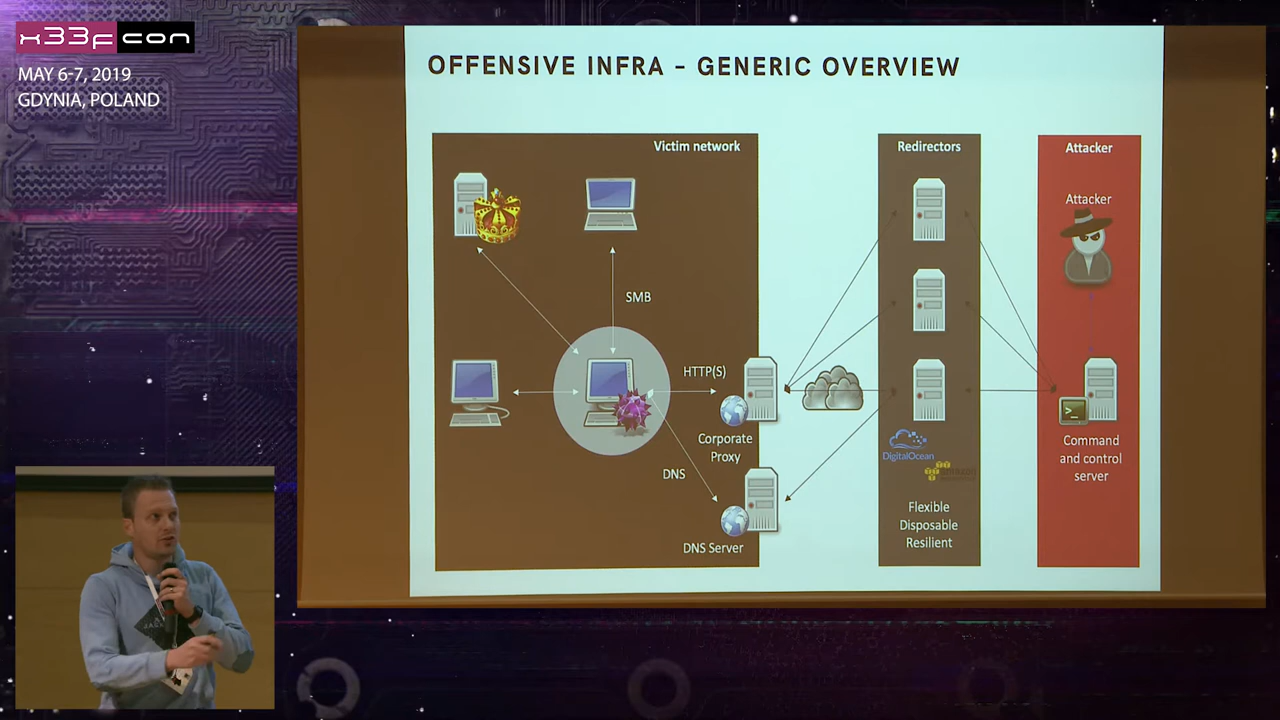 x33fcon
MAY 6-7, 2019
GDYNIA, POLAND
OFFENSIVE INFRA – GENERIC OVERVIEW
Victim network
Redirectors
Attacker
Attacker
SMB
HTTP(S)
Corporate
Proxy
DNS
DNS Server
DigitalOcean
Flexible
Disposable
Resilient
>_
Command
and control
server